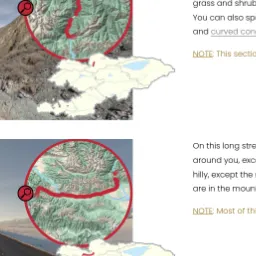 grass and shrub
You can also sp
and curved con
NOTE: This secti
On this long stre
around you, exc
hilly, except the
are in the moun
NOTE: Most of th